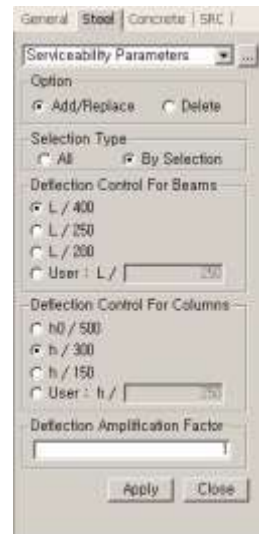 General Steel Concrete SRC
Serviceability Parameters ...
Option
Add/Replace Delete
Selection Type
All By Selection
Deflection Control For Beams
L / 400
L / 250
L / 200
User : L / 250
Deflection Control For Columns
h0 / 500
h / 300
h / 150
User : h / 250
Deflection Amplification Factor
1
Apply Close